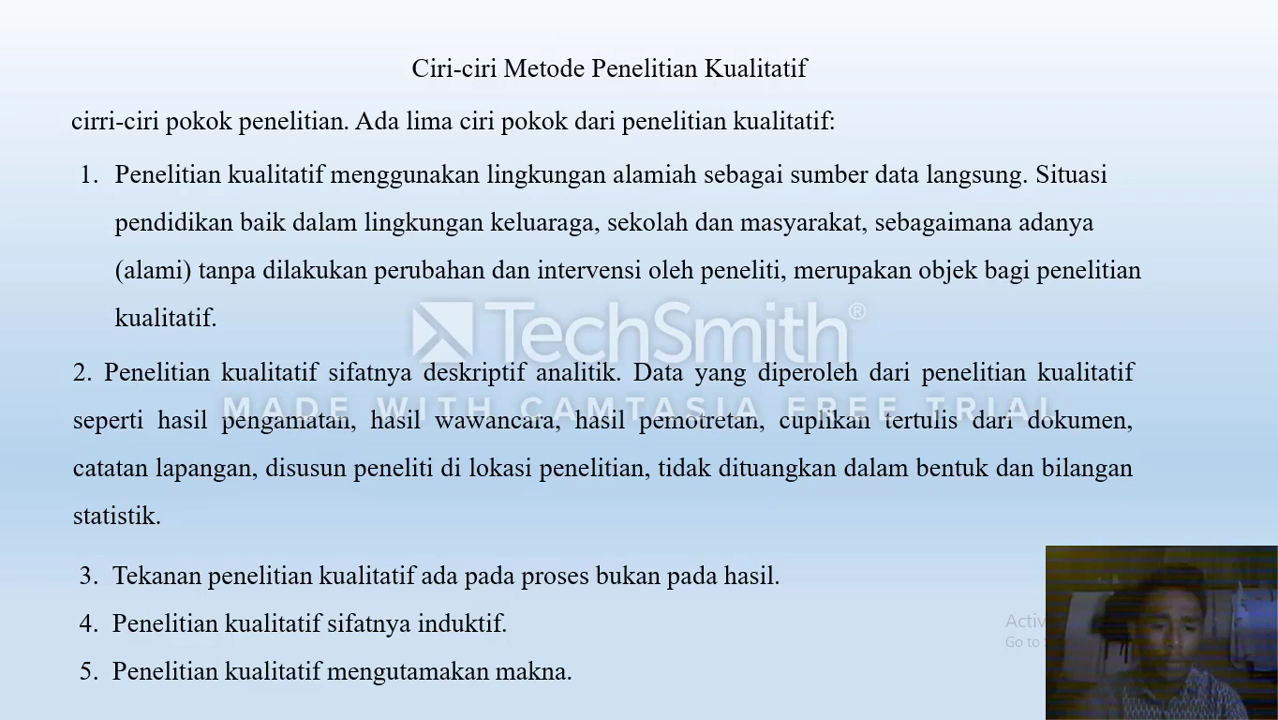 Ciri-ciri Metode Penelitian Kualitatif
cirri-ciri pokok penelitian. Ada lima ciri pokok dari penelitian kualitatif:
1. Penelitian kualitatif menggunakan lingkungan alamiah sebagai sumber data langsung. Situasi
pendidikan baik dalam lingkungan keluaraga, sekolah dan masyarakat, sebagaimana adanya
(alami) tanpa dilakukan perubahan dan intervensi oleh peneliti, merupakan objek bagi penelitian
kualitatif.
TechSmith®
2. Penelitian kualitatif sifatnya deskriptif analitik. Data yang diperoleh dari penelitian kualitatif
MADE WITH CAMTASIA FREE TRIAL
seperti hasil pengamatan, hasil wawancara, hasil pemotretan, cuplikan tertulis dari dokumen,
catatan lapangan, disusun peneliti di lokasi penelitian, tidak dituangkan dalam bentuk dan bilangan
statistik.
3. Tekanan penelitian kualitatif ada pada proses bukan pada hasil.
4. Penelitian kualitatif sifatnya induktif.
Go to
5. Penelitian kualitatif mengutamakan makna.